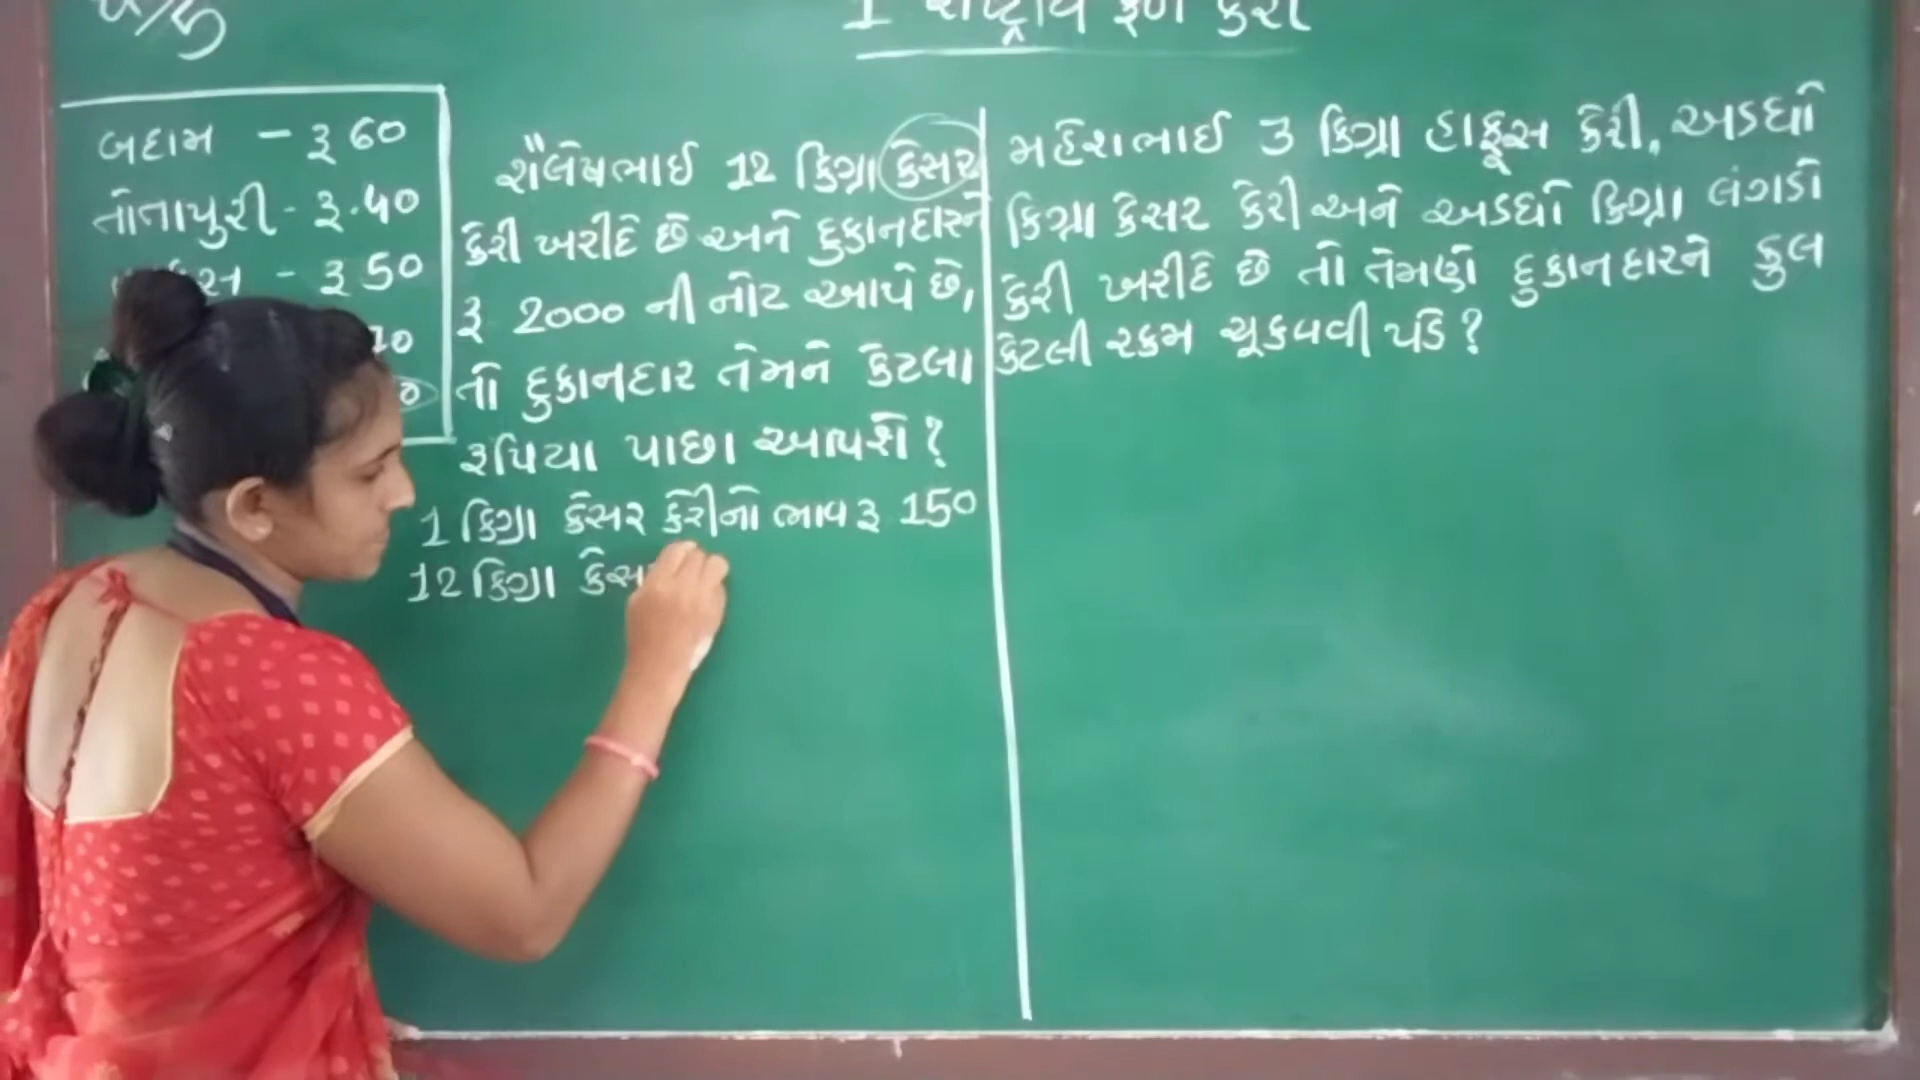 1 રાષ્ટ્રીય ફળ કેરી
બદામ - રૂ 60
તોતાપુરી - રૂ. 40
- રૂ 50
શૈલેષભાઈ 12 કિગ્રા કેસર
કેરી ખરીદે છે અને દુકાનદારને
રૂ 2000 ની નોટ આપે છે,
તો દુકાનદાર તેમને કેટલા
રૂપિયા પાછા આપશે?
1 કિગ્રા કેસર કેરીનો ભાવ રૂ 150
12 કિગ્રા કેસ
મહેશભાઈ 3 કિગ્રા હાફૂસ કેરી, અડધો
કિગ્રા કેસર કેરી અને અડધો કિગ્રા લંગડો
કેરી ખરીદે છે તો તેમણે દુકાનદારને કુલ
કેટલી રકમ ચૂકવવી પડે?